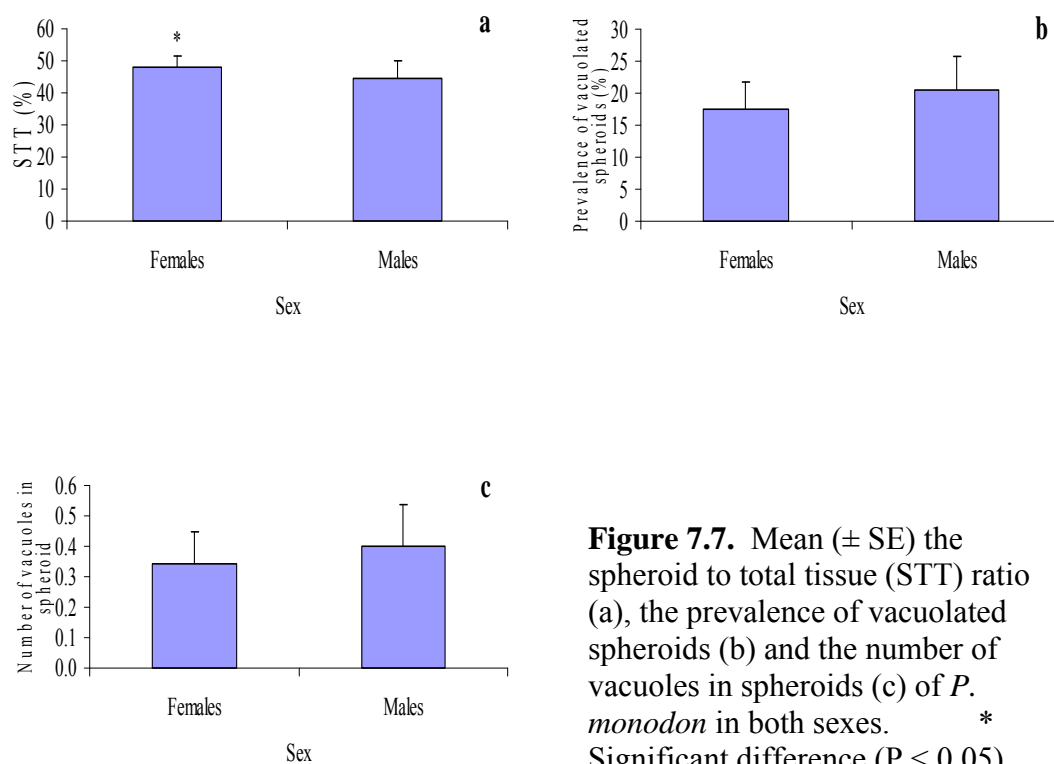 a
*
STT (%)
60
50
40
30
20
10
0
Females Males
Sex
b
Prevalence of vacuolated
spheroids (%)
30
25
20
15
10
5
0
Females Males
Sex
c
Number of vacuoles in
spheroid
0.6
0.5
0.4
0.3
0.2
0.1
0.0
Females Males
Sex
Figure 7.7. Mean (± SE) the
spheroid to total tissue (STT) ratio
(a), the prevalence of vacuolated
spheroids (b) and the number of
vacuoles in spheroids (c) of P.
monodon in both sexes. *
Significant difference (P < 0.05)